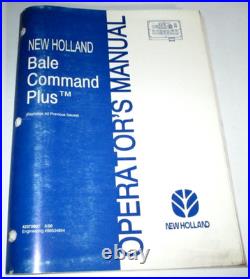 NEW HOLLAND
Bale
Command
Plus™
(Replaces All Previous Issues)
OPERATOR'S MANUAL
NEW HOLLAND